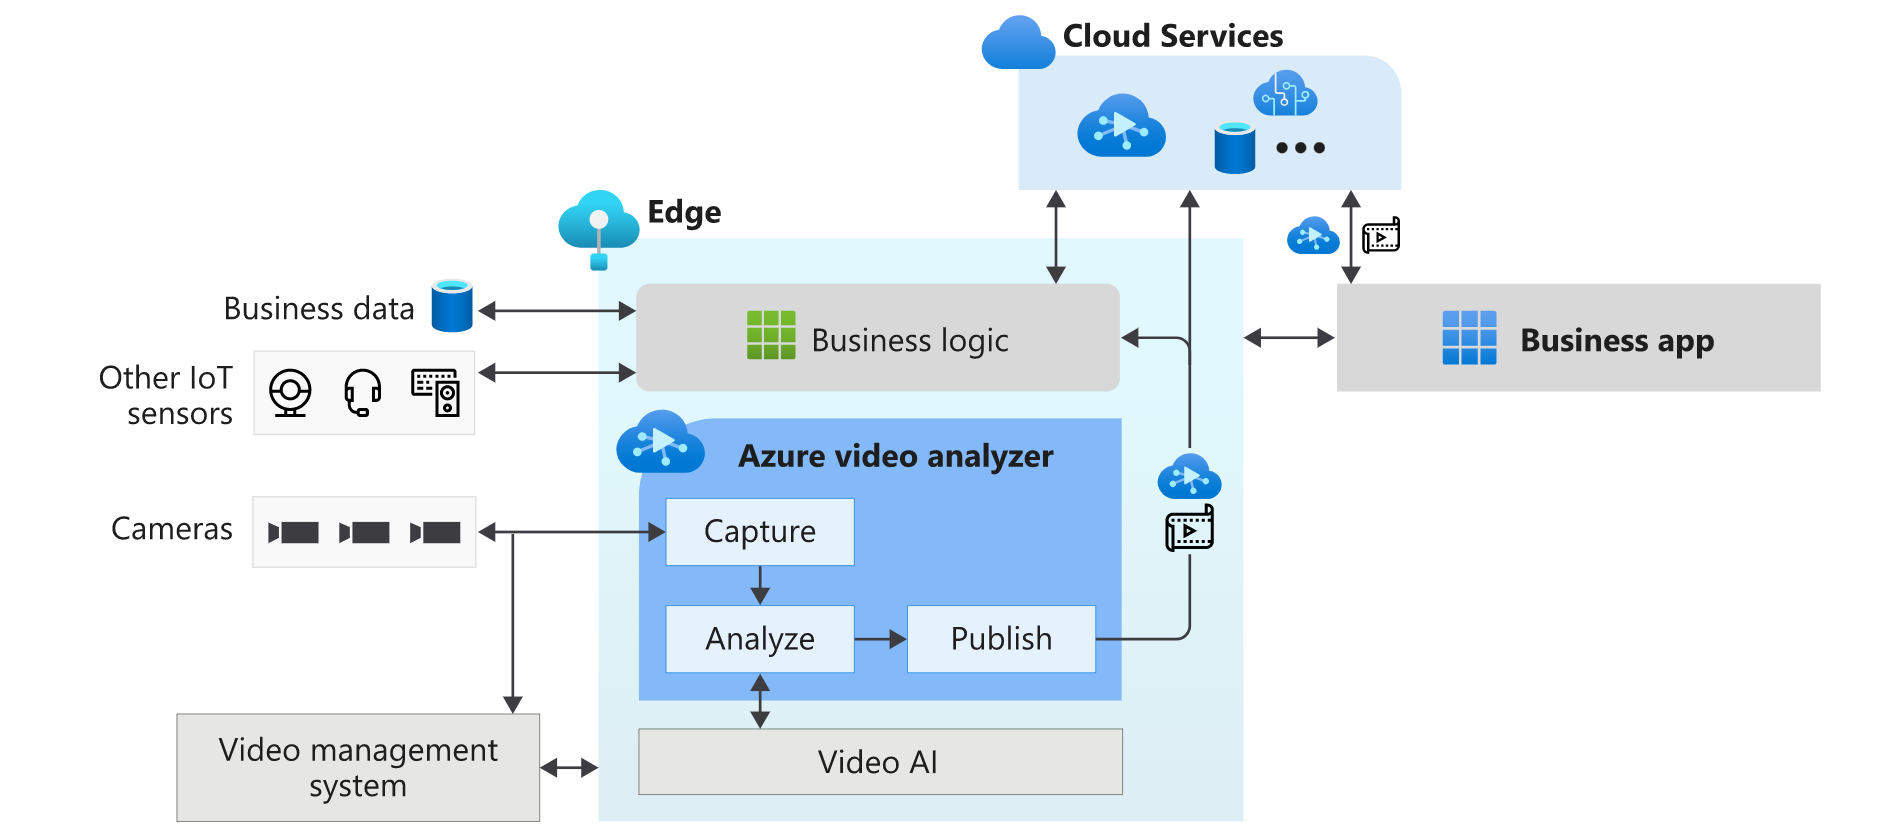 Cloud Services
Edge
Business data
Business logic
Business app
Other IoT
sensors
Azure video analyzer
Cameras
Capture
Analyze
Publish
Video management
system
Video AI